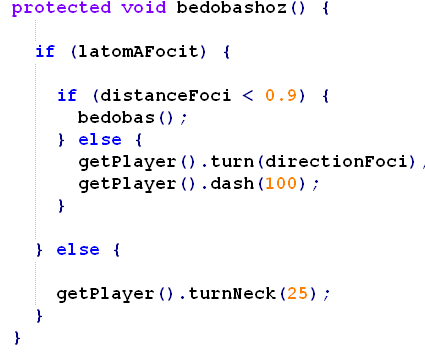 protected void bedobashoz() {
if (latomAFocit) {
if (distanceFoci < 0.9) {
bedobas();
} else {
getPlayer().turn(directionFoci),
getPlayer().dash(100);
}
} else {
getPlayer().turnNeck(25);
}
}